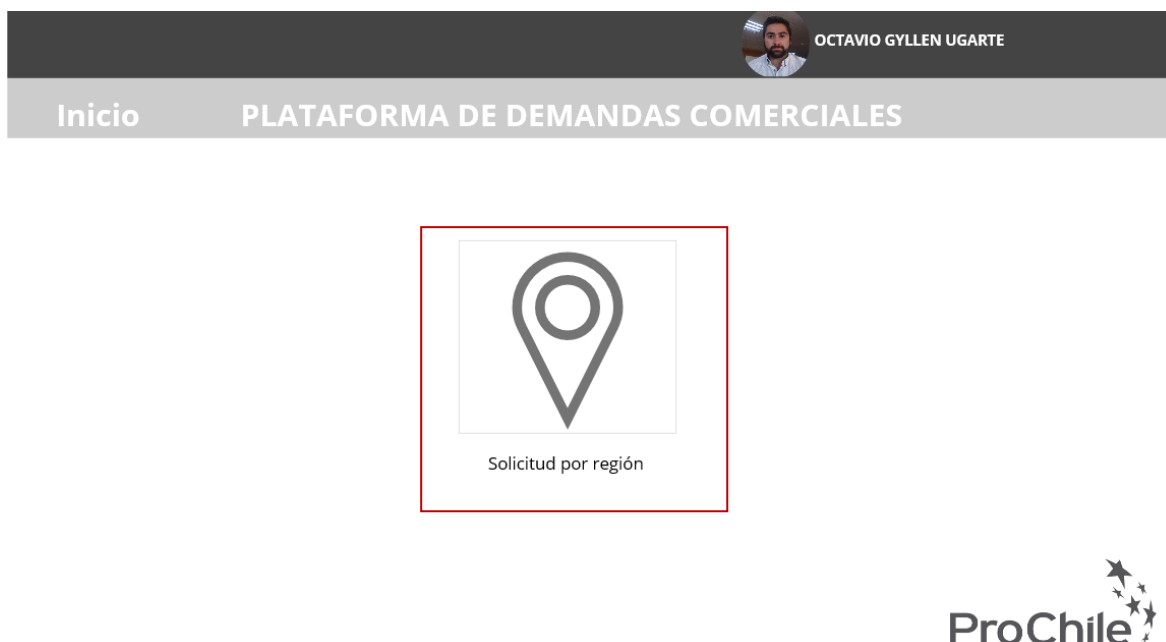 OCTAVIO GYLLEN UGARTE
Inicio PLATAFORMA DE DEMANDAS COMERCIALES
Solicitud por región
ProChile